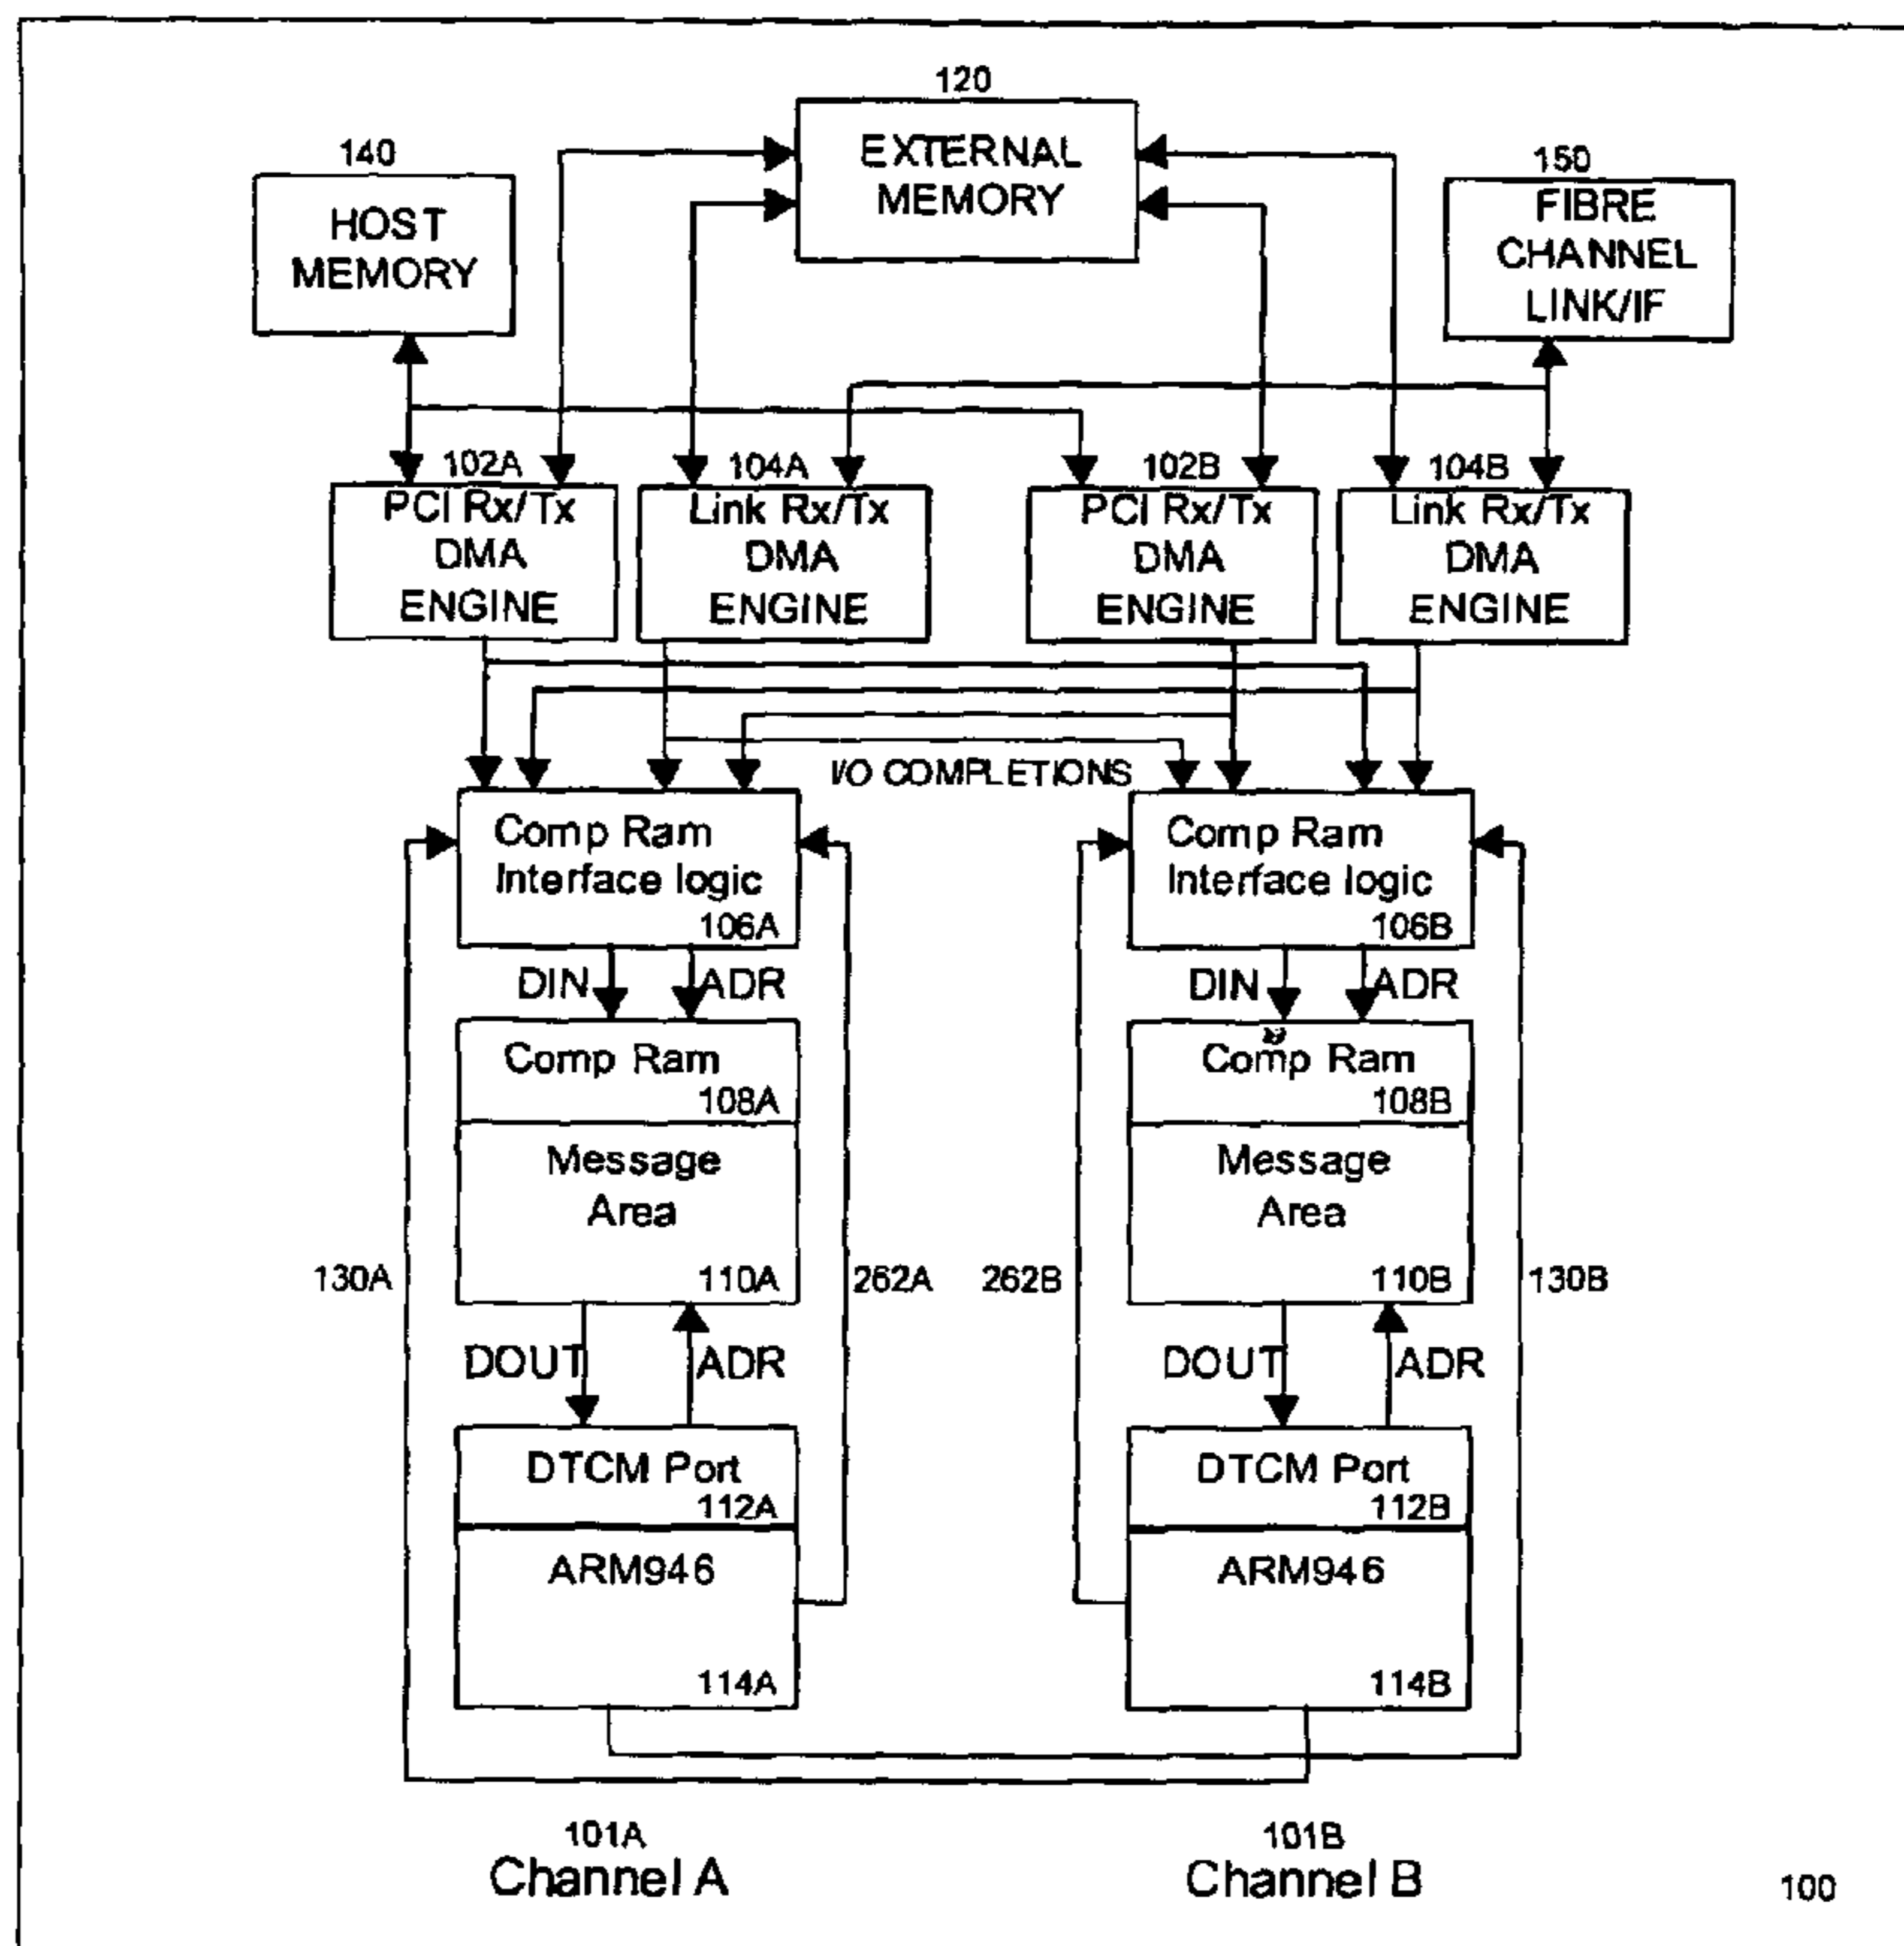 120
EXTERNAL
MEMORY
140
HOST
MEMORY
150
FIBRE
CHANNEL
LINK/IF
102A
PCI Rx/Tx
DMA
ENGINE
104A
Link Rx/Tx
DMA
ENGINE
102B
PCI Rx/Tx
DMA
ENGINE
104B
Link Rx/Tx
DMA
ENGINE
I/O COMPLETIONS
Comp Ram
Interface logic
106A
Comp Ram
Interface logic
106B
DIN
ADR
DIN
ADR
Comp Ram
108A
Message
Area
110A
Comp Ram
108B
Message
Area
110B
130A
262A
262B
130B
DOUT
ADR
DOUT
ADR
DTCM Port
112A
ARM946
114A
DTCM Port
112B
ARM946
114B
101A
Channel A
101B
Channel B
100